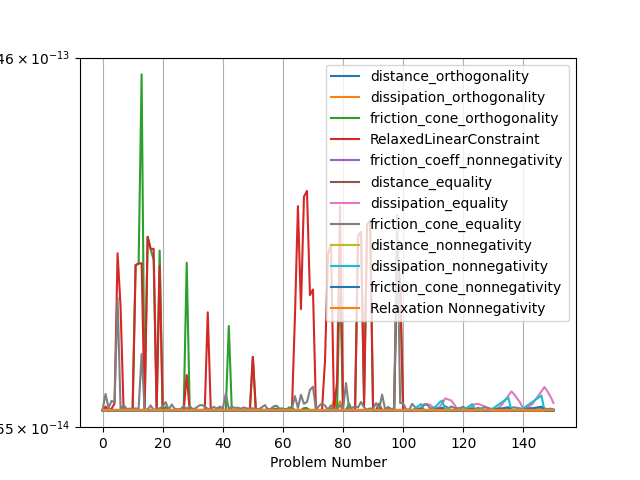 46 × 10⁻¹³
distance_orthogonality
dissipation_orthogonality
friction_cone_orthogonality
RelaxedLinearConstraint
friction_coeff_nonnegativity
distance_equality
dissipation_equality
friction_cone_equality
distance_nonnegativity
dissipation_nonnegativity
friction_cone_nonnegativity
Relaxation Nonnegativity
55 × 10⁻¹⁴
0 20 40 60 80 100 120 140
Problem Number